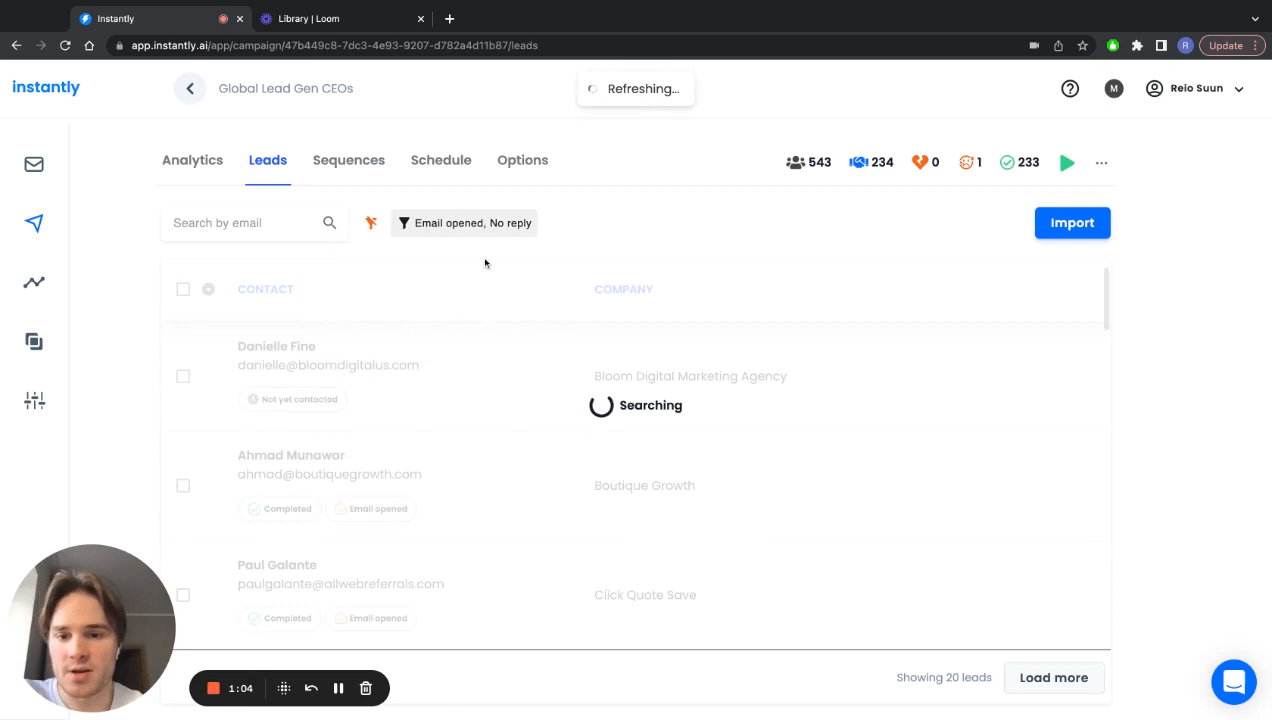 Instantly
Library | Loom
app.instantly.ai/app/campaign/47b449c8-7dc3-4e93-9207-d782a4d11b87/leads
R
Update
instantly
Global Lead Gen CEOs
Refreshing...
M
Reio Suun
Analytics
Leads
Sequences
Schedule
Options
543
234
0
1
233
Search by email
Email opened, No reply
Import
CONTACT
COMPANY
Danielle Fine
danielle@bloomdigitalus.com
Bloom Digital Marketing Agency
Not yet contacted
Searching
Ahmad Munawar
ahmad@boutiquegrowth.com
Boutique Growth
Completed
Email opened
Paul Galante
paulgalante@allwebreferrals.com
Click Quote Save
Completed
Email opened
Showing 20 leads
Load more
1:04